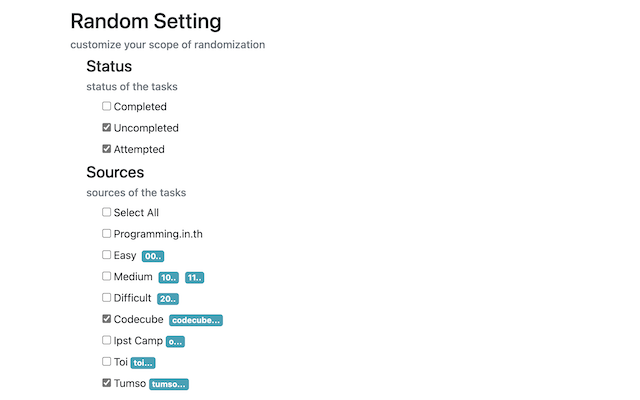 Random Setting
customize your scope of randomization
Status
status of the tasks
Completed
Uncompleted
Attempted
Sources
sources of the tasks
Select All
Programming.in.th
Easy 00..
Medium 10.. 11..
Difficult 20..
Codecube codecube...
Ipst Camp o...
Toi toi...
Tumso tumso...